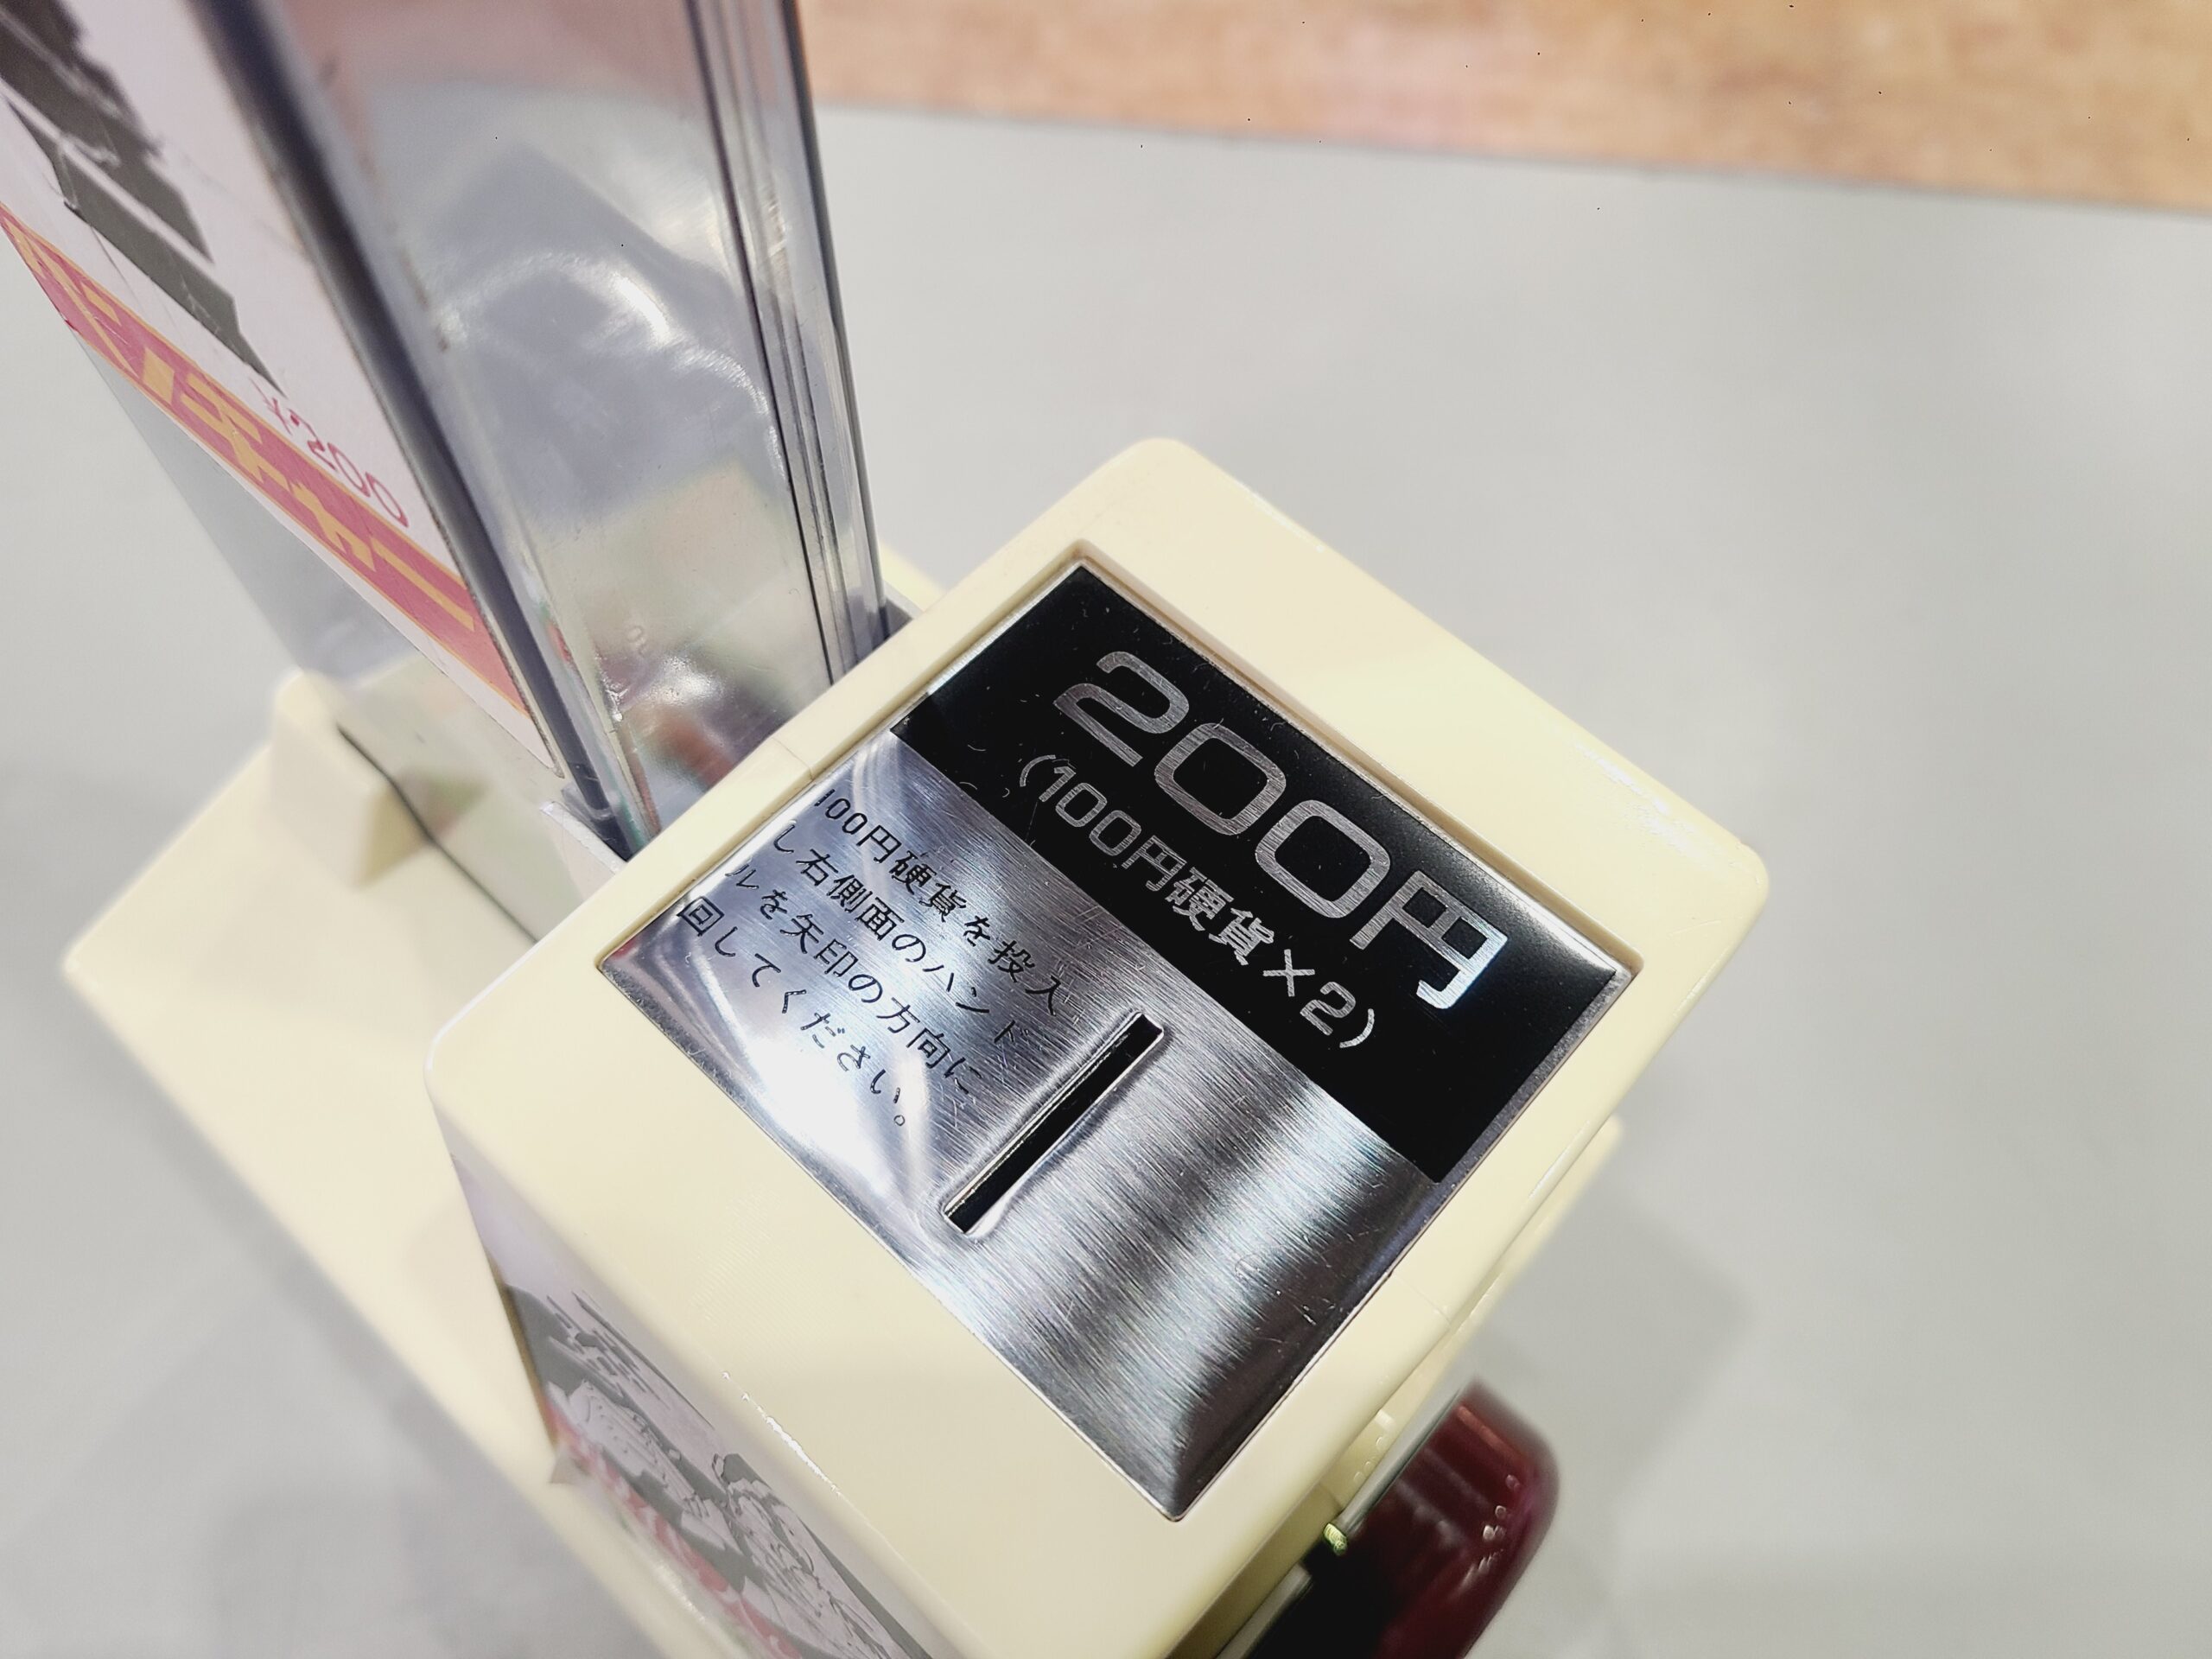 200円
(100円硬貨×2)
100円硬貨を投入
し右側面のハンド
ルを矢印の方向に
回してください。
¥・200